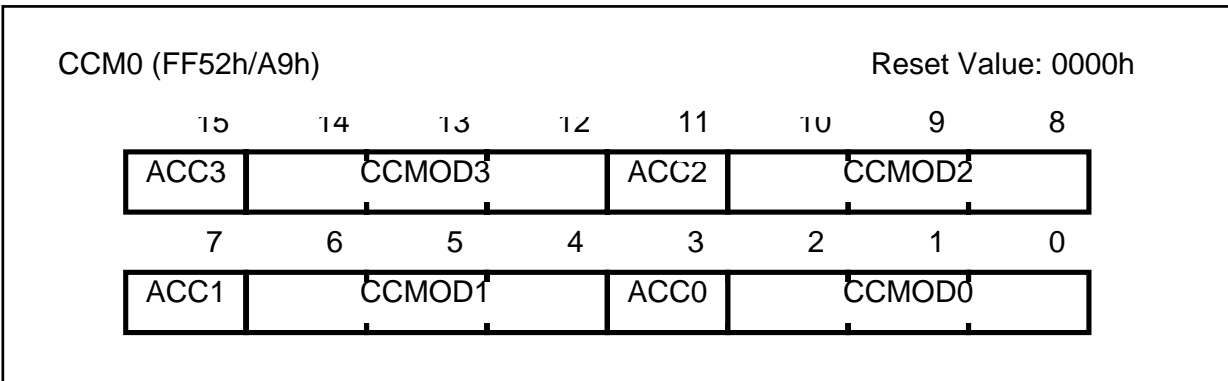 CCM0 (FF52h/A9h) Reset Value: 0000h
15 14 13 12 11 10 9 8
ACC3 CCMOD3 ACC2 CCMOD2
7 6 5 4 3 2 1 0
ACC1 CCMOD1 ACC0 CCMOD0